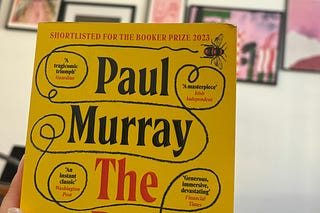 SHORTLISTED FOR THE BOOKER PRIZE 2023
'A
tragicomic
triumph'
Guardian
Paul
'A masterpiece'
Irish
Independent
Murray
'An
instant
classic'
Washington
Post
The
'Generous,
immersive,
devastating'
Financial
Times